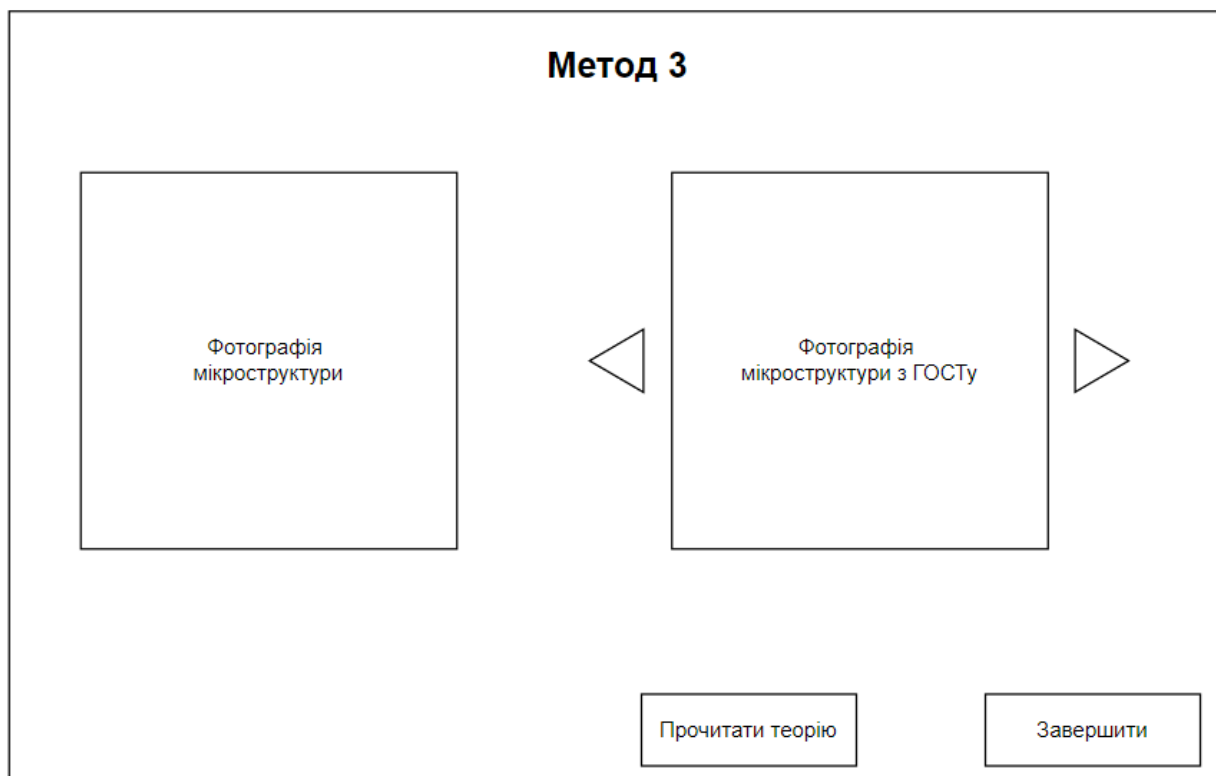 Метод 3
Фотографія
мікроструктури
Фотографія
мікроструктури з ГОСТу
Прочитати теорію
Завершити